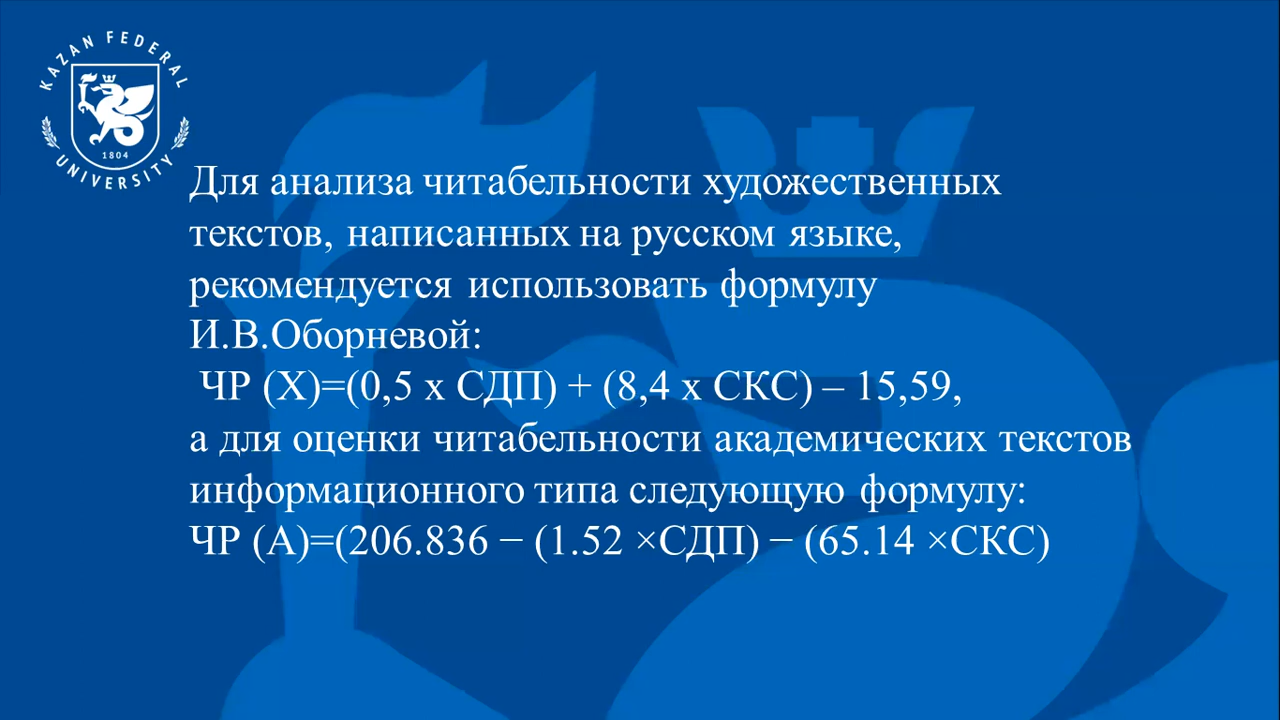 KAZAN FEDERAL
1804
UNIVERSITY
Для анализа читабельности художественных
текстов, написанных на русском языке,
рекомендуется использовать формулу
И.В.Оборневой:
ЧР (Х)=(0,5 х СДП) + (8,4 х СКС) – 15,59,
а для оценки читабельности академических текстов
информационного типа следующую формулу:
ЧР (А)=(206.836 − (1.52 ×СДП) − (65.14 ×СКС)